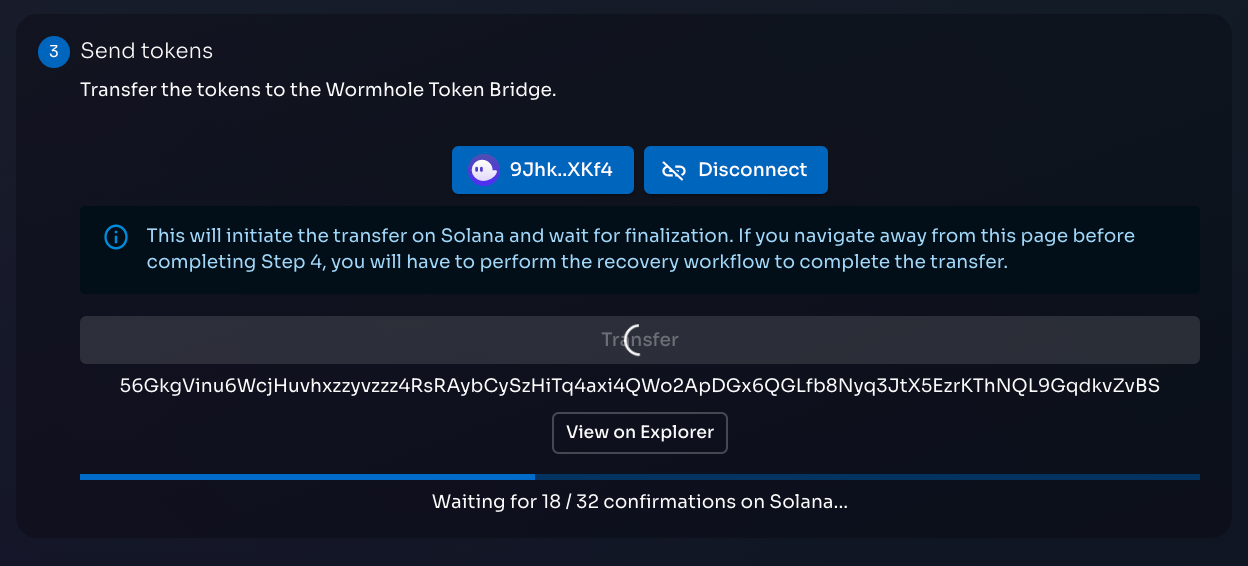 3 Send tokens
Transfer the tokens to the Wormhole Token Bridge.
9Jhk..XKf4 Disconnect
This will initiate the transfer on Solana and wait for finalization. If you navigate away from this page before
completing Step 4, you will have to perform the recovery workflow to complete the transfer.
Transfer
56GkgVinu6WcjHuvhxzzyvzzz4RsRAybCySzHiTq4axi4QWo2ApDGx6QGLfb8Nyq3JtX5EzrKThNQL9GqdkvZvBS
View on Explorer
Waiting for 18 / 32 confirmations on Solana...